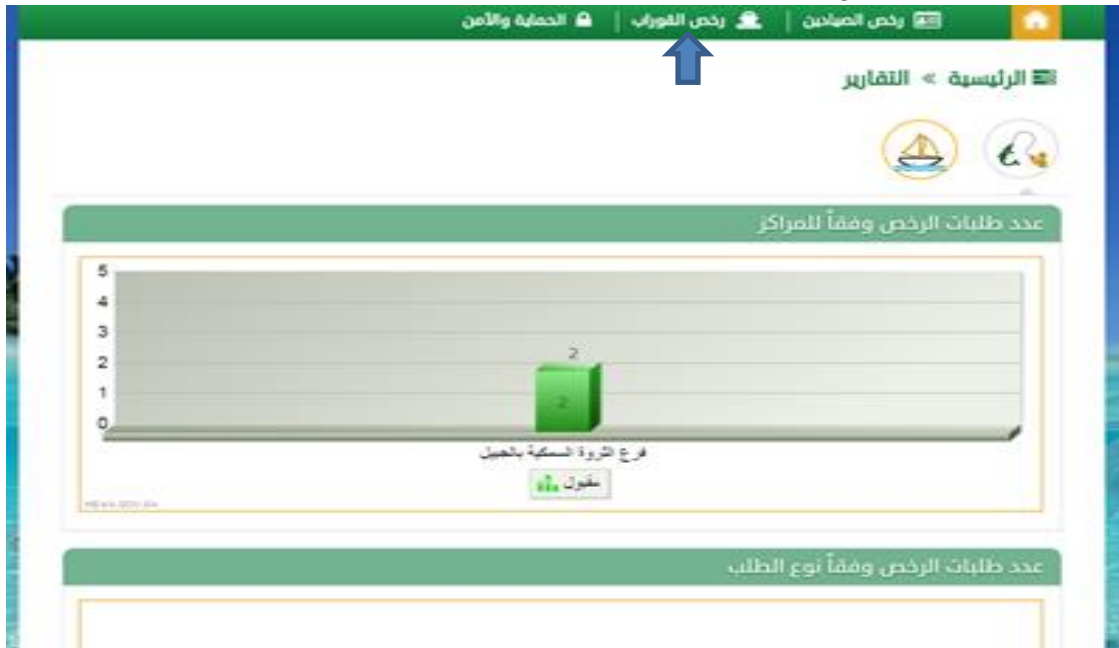 رخص الصيادين | رخص القوراب | الحماية والأمن
الرئيسية » التقارير
عدد طلبات الرخص وفقاً للمراكز
5
4
3
2
1
0
2
2
فرع الثروة السمكية بالجبيل
مقبول
عدد طلبات الرخص وفقاً نوع الطلب